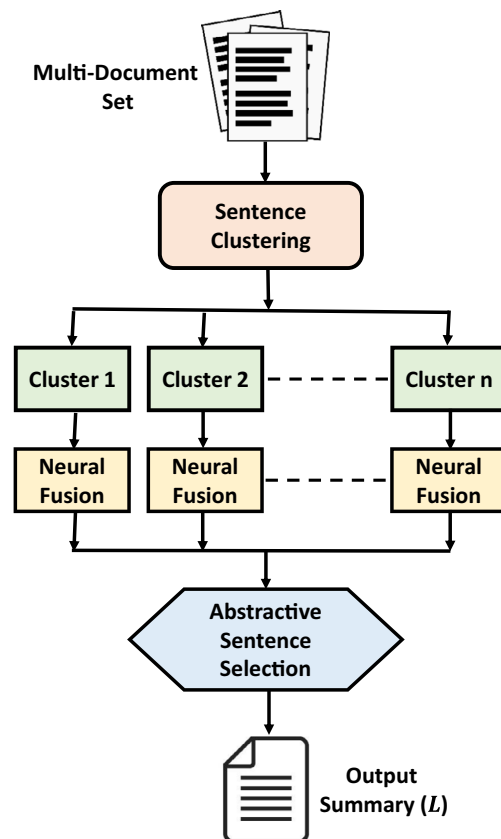 Multi-Document
Set
Sentence
Clustering
Cluster 1
Cluster 2
Cluster n
Neural
Fusion
Neural
Fusion
Neural
Fusion
Abstractive
Sentence
Selection
Output
Summary (L)